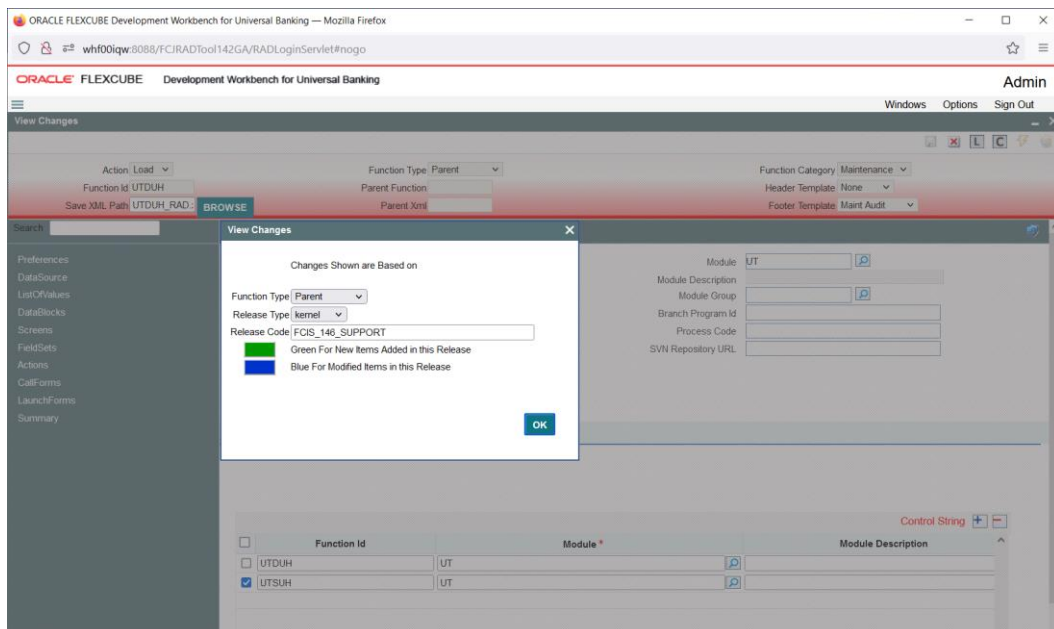 ORACLE FLEXCUBE Development Workbench for Universal Banking — Mozilla Firefox
whf00iqw:8088/FCJRADTool142GA/RADLoginServlet#nogo
ORACLE FLEXCUBE Development Workbench for Universal Banking Admin
Windows Options Sign Out
View Changes
L C
Action Load Function Type Parent Function Category Maintenance
Function Id UTDUH Parent Function Header Template None
Save XML Path UTDUH_RAD. BROWSE Parent Xml Footer Template Maint Audit
Search
View Changes
Preferences
DataSource
ListOfValues
DataBlocks
Screens
FieldSets
Actions
CallForms
LaunchForms
Summary
Changes Shown are Based on
Function Type Parent
Release Type kernel
Release Code FCIS_146_SUPPORT
Green For New Items Added in this Release
Blue For Modified Items in this Release
OK
Module UT
Module Description
Module Group
Branch Program Id
Process Code
SVN Repository URL
Control String + −
Function Id Module * Module Description
UTDUH UT
UTSUH UT